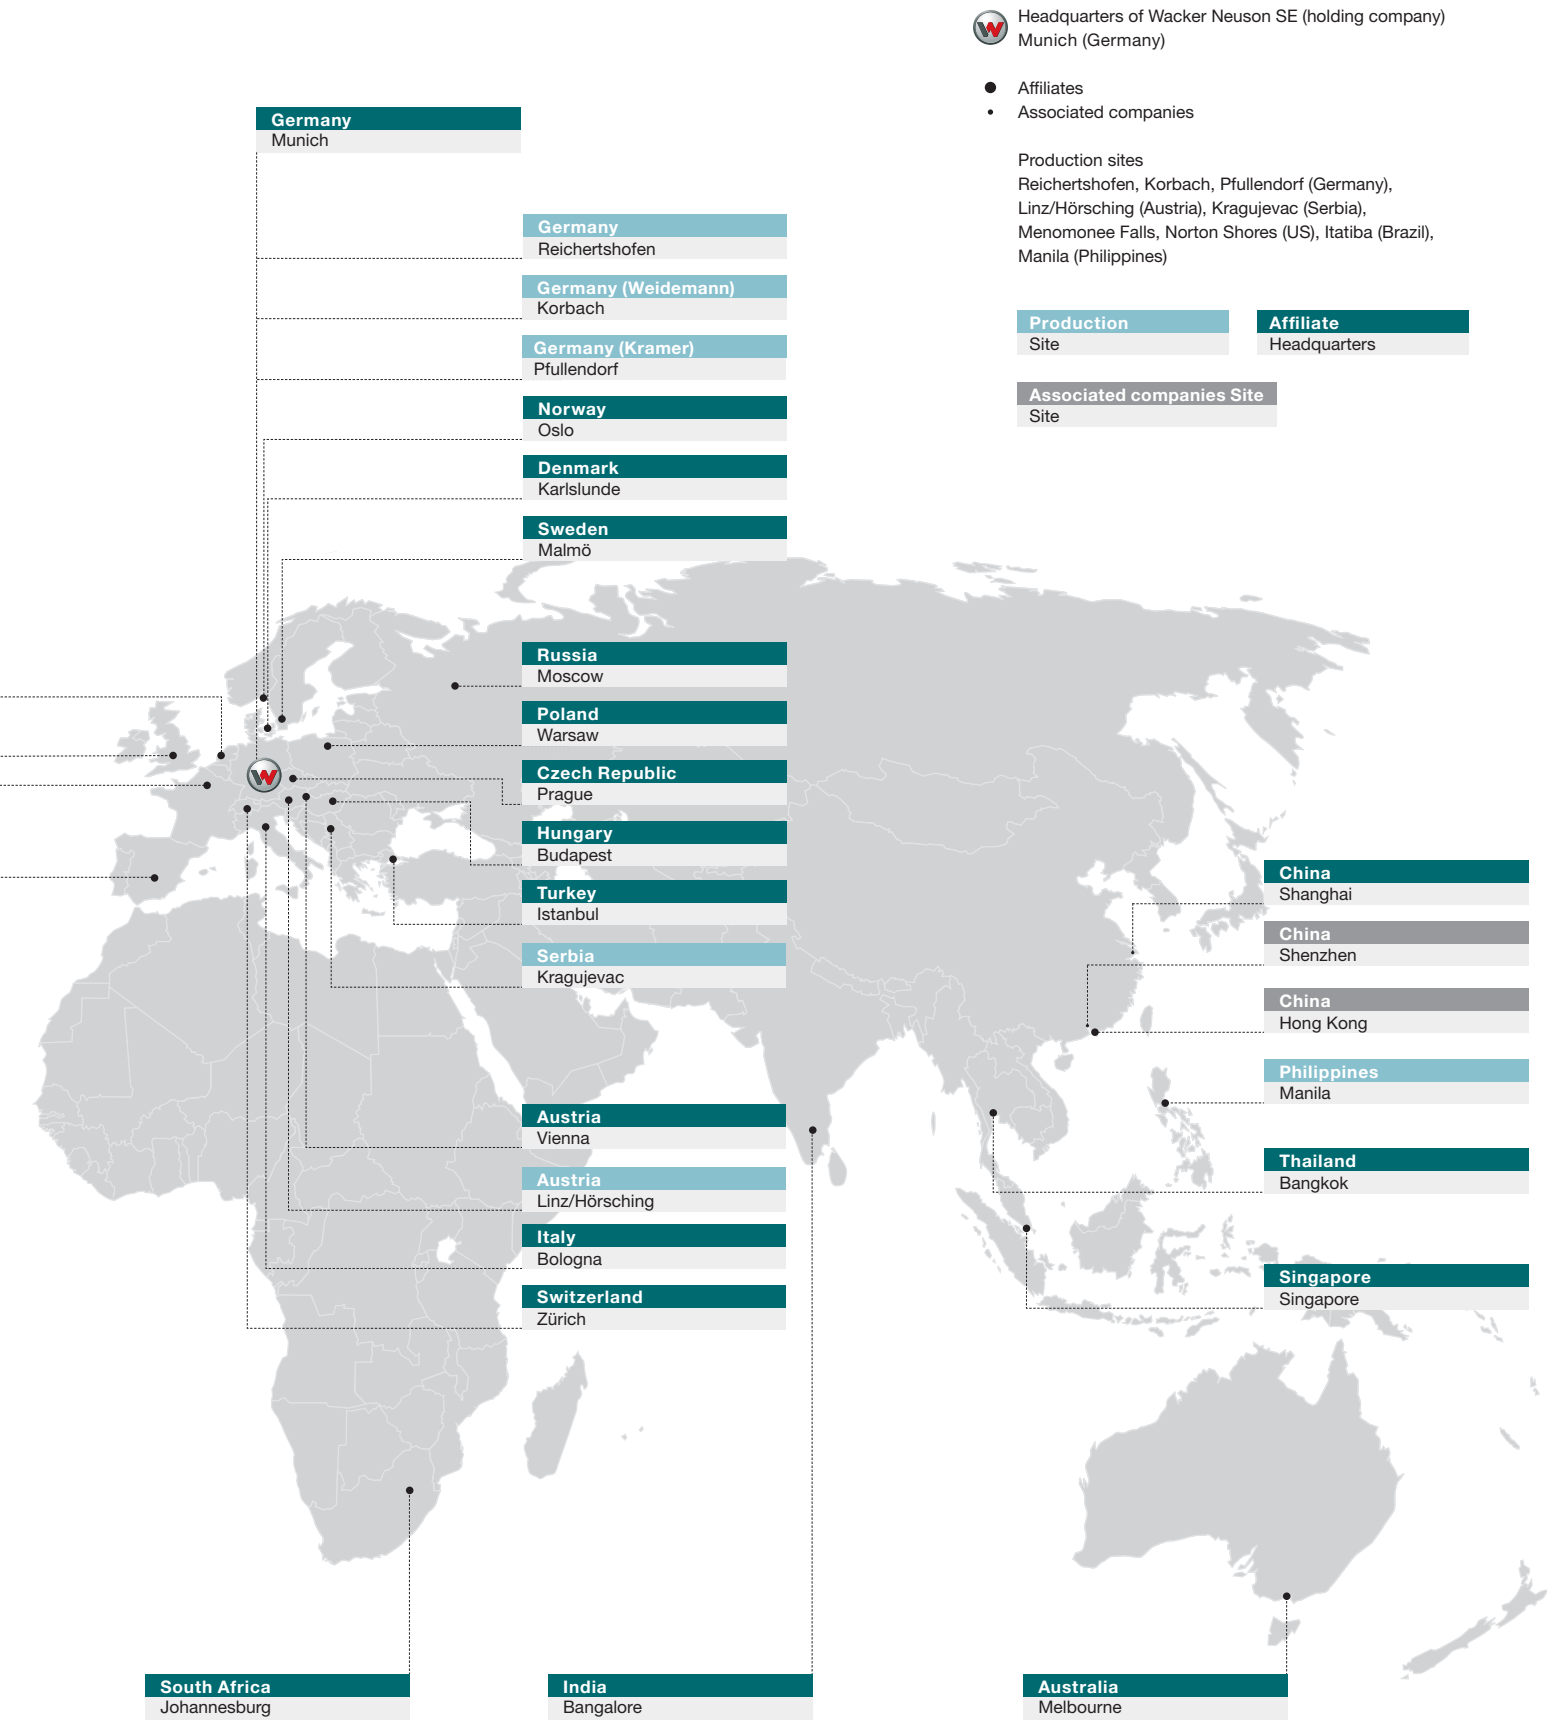 Headquarters of Wacker Neuson SE (holding company)
Munich (Germany)
Affiliates
Associated companies
Production sites
Reichertshofen, Korbach, Pfullendorf (Germany),
Linz/Hörsching (Austria), Kragujevac (Serbia),
Menomonee Falls, Norton Shores (US), Itatiba (Brazil),
Manila (Philippines)
Production
Site
Affiliate
Headquarters
Associated companies Site
Site
Germany
Munich
Germany
Reichertshofen
Germany (Weidemann)
Korbach
Germany (Kramer)
Pfullendorf
Norway
Oslo
Denmark
Karlslunde
Sweden
Malmö
Russia
Moscow
Poland
Warsaw
Czech Republic
Prague
Hungary
Budapest
Turkey
Istanbul
Serbia
Kragujevac
Austria
Vienna
Austria
Linz/Hörsching
Italy
Bologna
Switzerland
Zürich
China
Shanghai
China
Shenzhen
China
Hong Kong
Philippines
Manila
Thailand
Bangkok
Singapore
Singapore
South Africa
Johannesburg
India
Bangalore
Australia
Melbourne